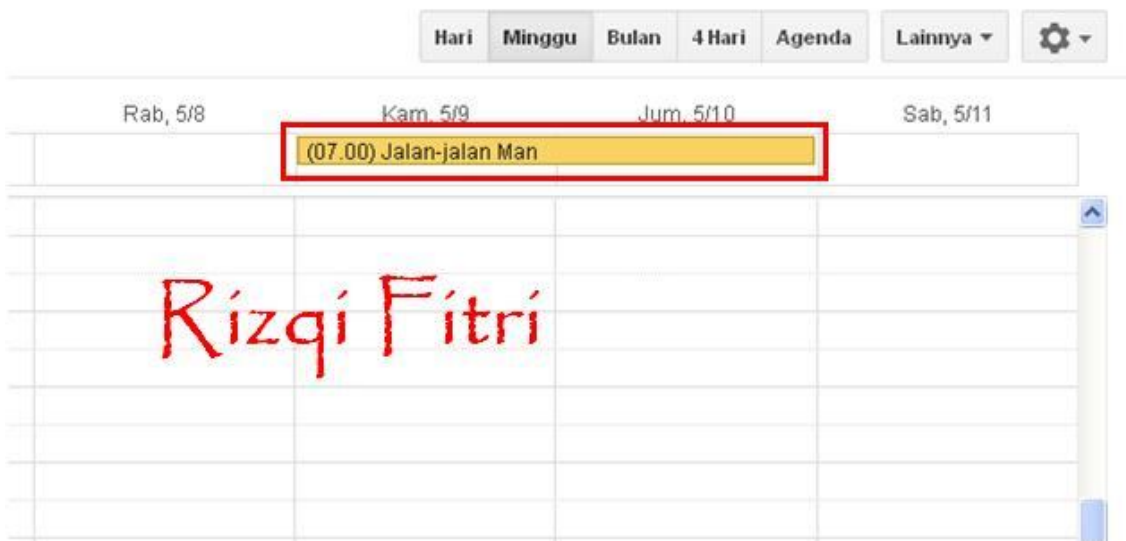 Hari Minggu Bulan 4 Hari Agenda Lainnya
Rab, 5/8 Kam, 5/9 Jum, 5/10 Sab, 5/11
(07.00) Jalan-jalan Man
Rizqi Fitri